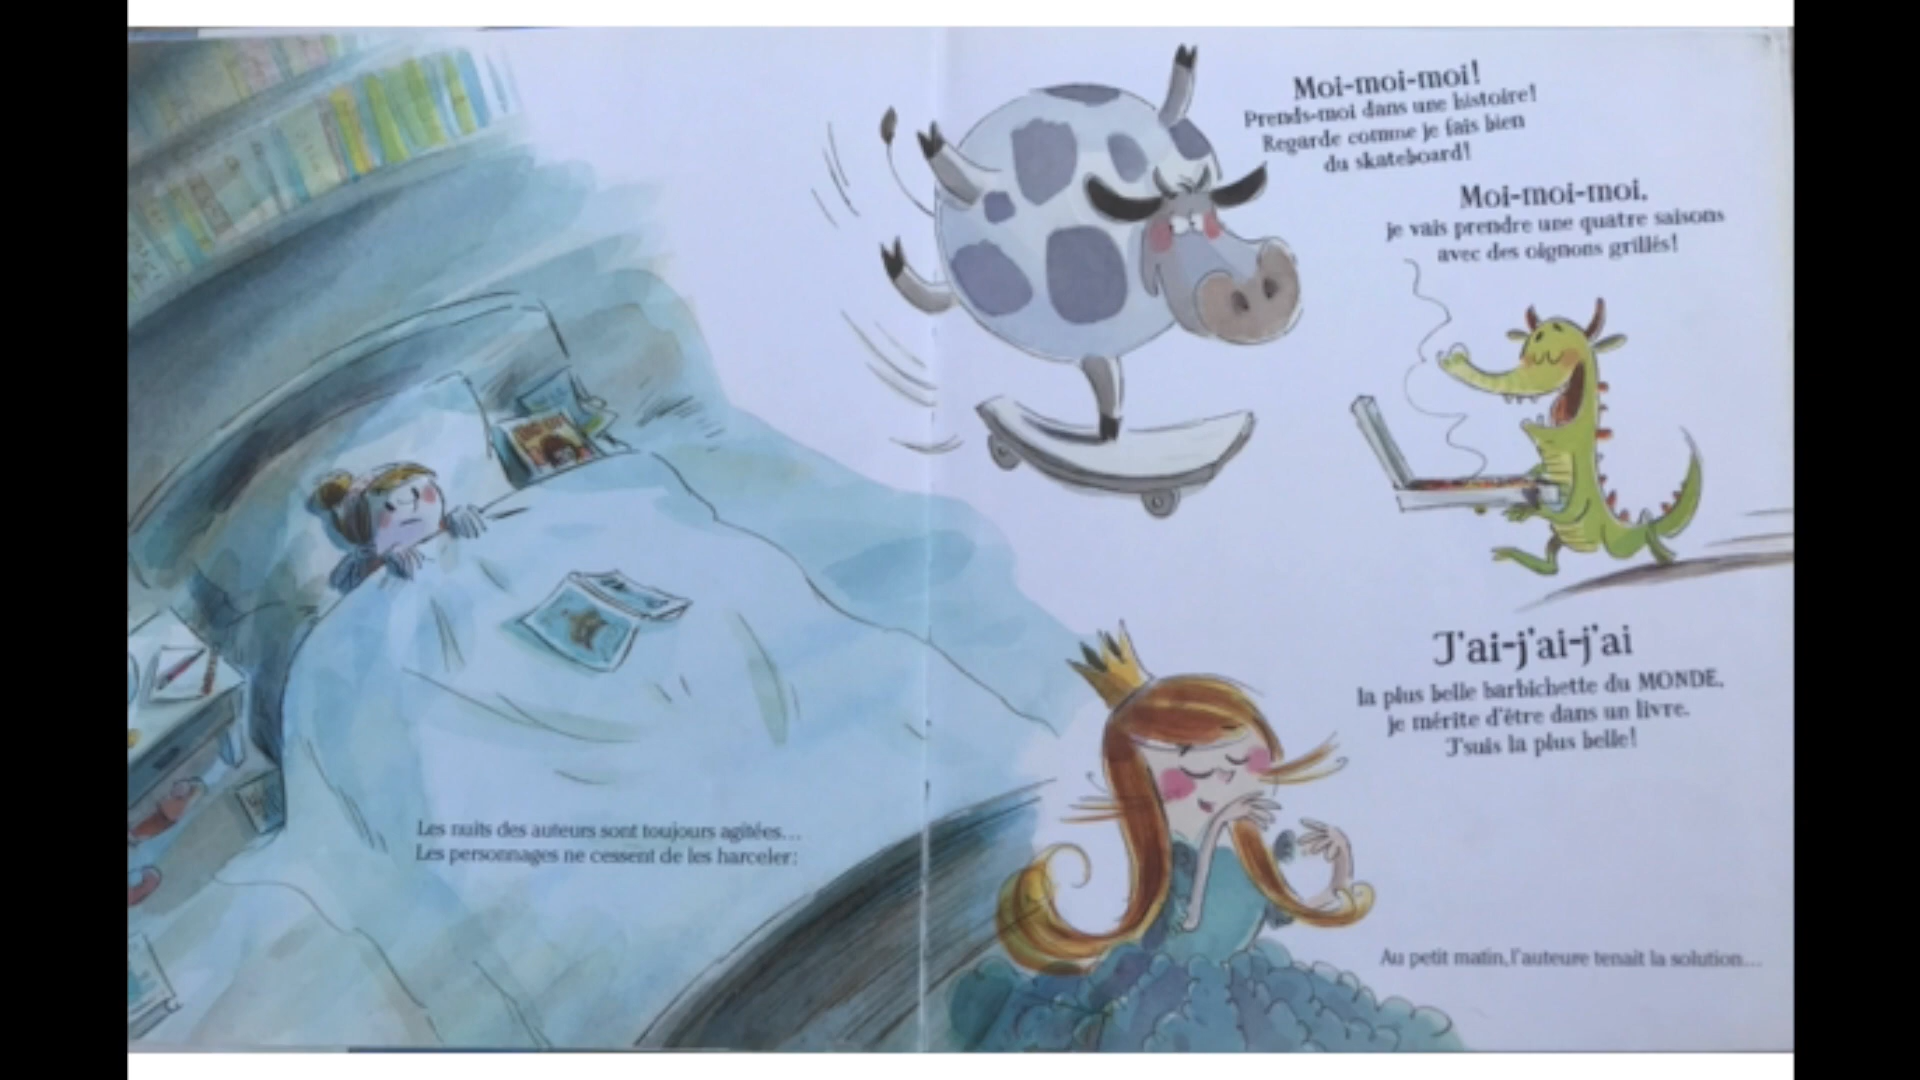 Les nuits des auteurs sont toujours agitées...
Les personnages ne cessent de les harceler:
Moi-moi-moi!
Prends-moi dans une histoire!
Regarde comme je fais bien
du skateboard!
Moi-moi-moi,
je vais prendre une quatre saisons
avec des oignons grillés!
J'ai-j'ai-j'ai
la plus belle barbichette du MONDE,
je mérite d'être dans un livre.
J'suis la plus belle!
Au petit matin, l'auteure tenait la solution...